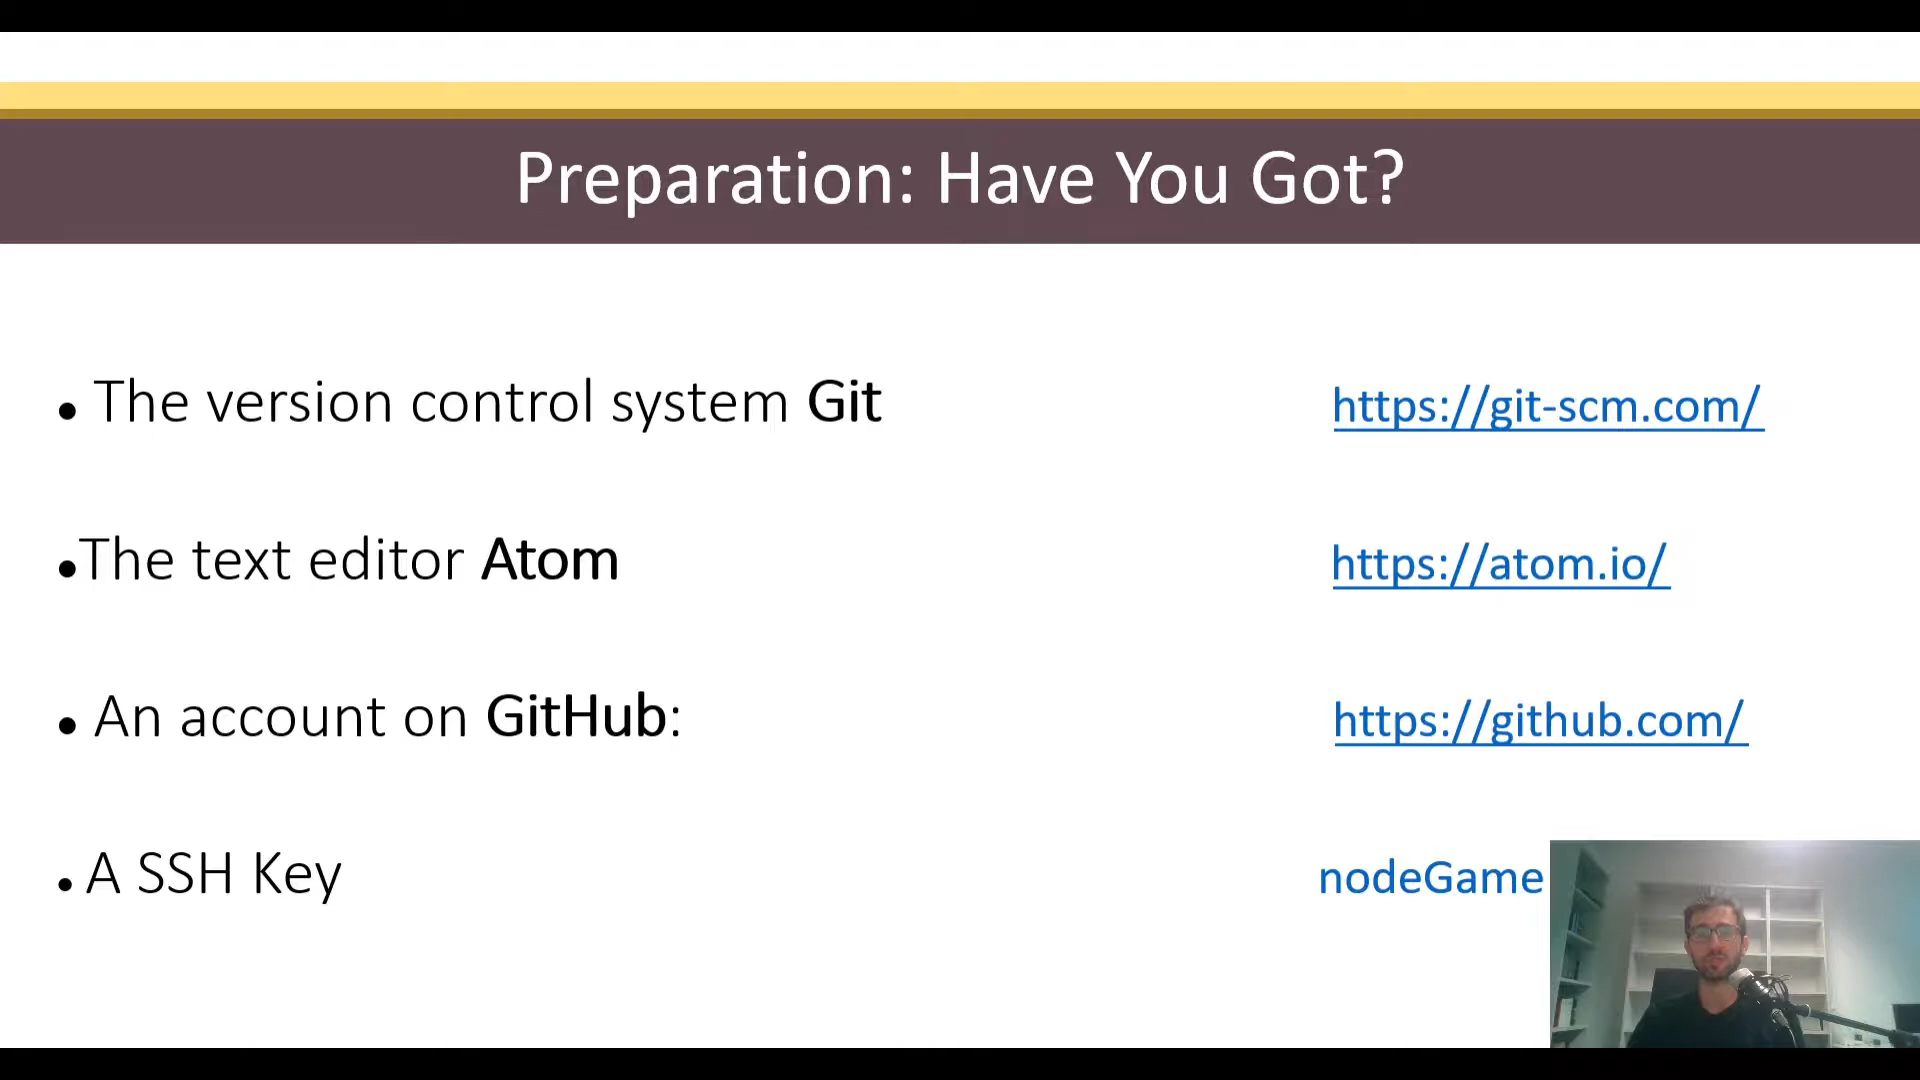 Preparation: Have You Got?
• The version control system Git https://git-scm.com/
•The text editor Atom https://atom.io/
• An account on GitHub: https://github.com/
• A SSH Key nodeGame